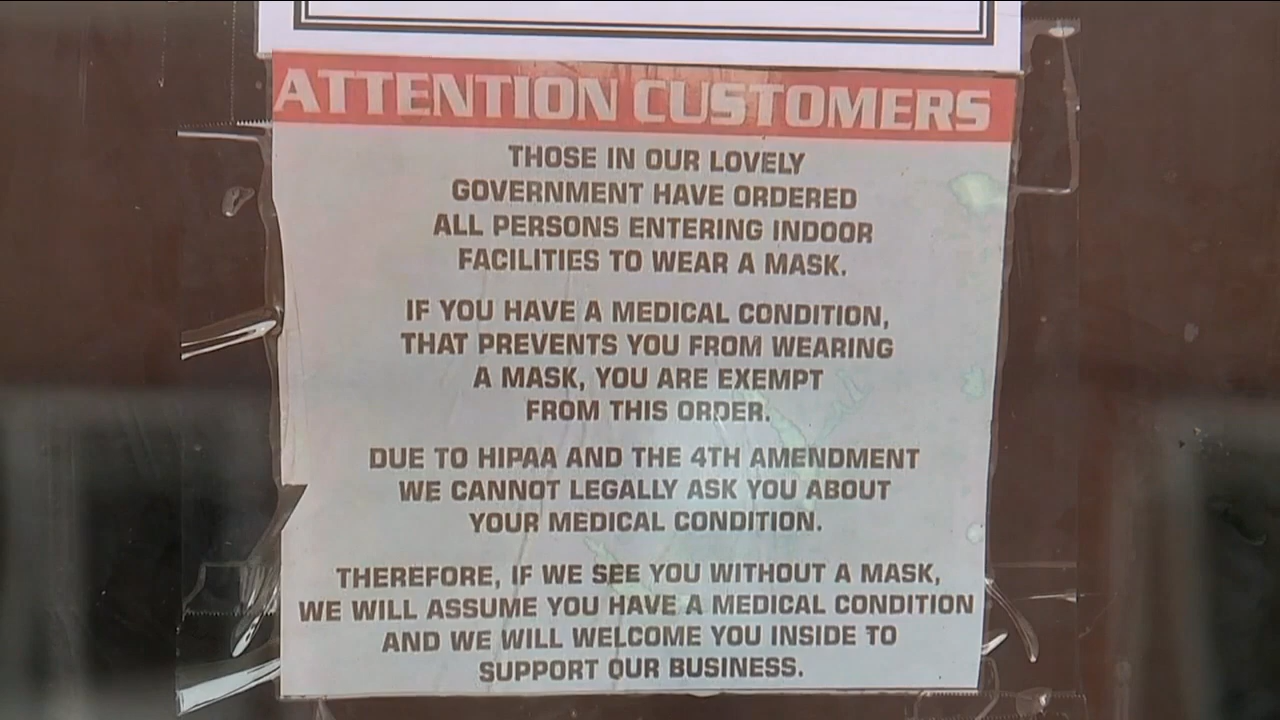 ATTENTION CUSTOMERS
THOSE IN OUR LOVELY
GOVERNMENT HAVE ORDERED
ALL PERSONS ENTERING INDOOR
FACILITIES TO WEAR A MASK.
IF YOU HAVE A MEDICAL CONDITION,
THAT PREVENTS YOU FROM WEARING
A MASK, YOU ARE EXEMPT
FROM THIS ORDER.
DUE TO HIPAA AND THE 4TH AMENDMENT
WE CANNOT LEGALLY ASK YOU ABOUT
YOUR MEDICAL CONDITION.
THEREFORE, IF WE SEE YOU WITHOUT A MASK,
WE WILL ASSUME YOU HAVE A MEDICAL CONDITION
AND WE WILL WELCOME YOU INSIDE TO
SUPPORT OUR BUSINESS.